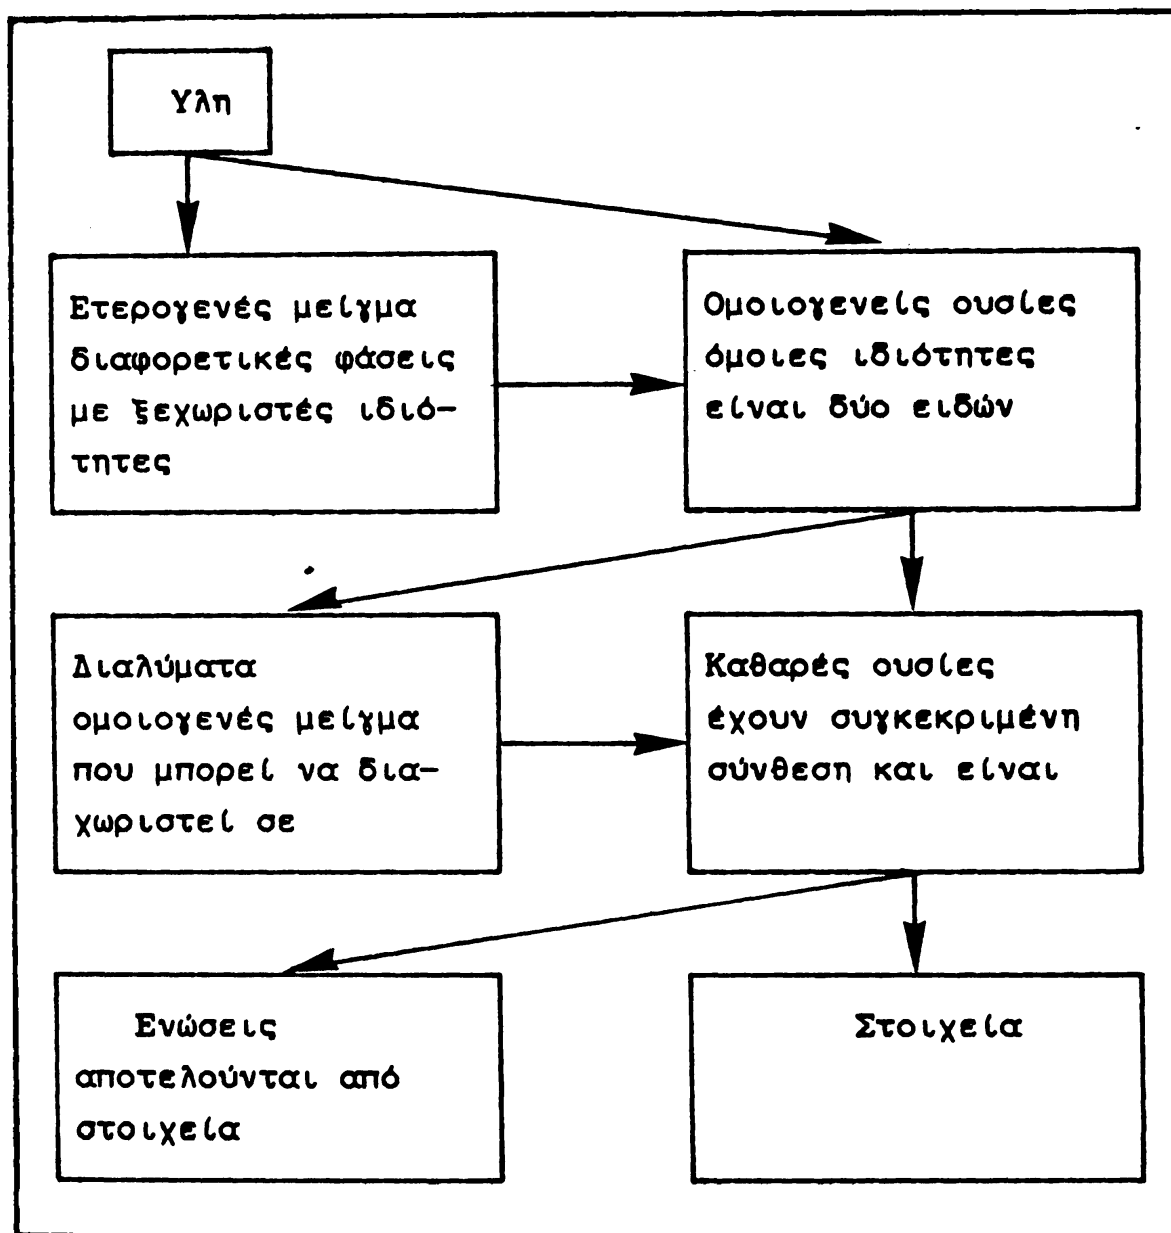 Υλη
Ετερογενές μείγμα
διαφορετικές φάσεις
με ξεχωριστές ιδιό-
τητες
Ομοιογενείς ουσίες
όμοιες ιδιότητες
είναι δύο ειδών
Διαλύματα
ομοιογενές μείγμα
που μπορεί να δια-
χωριστεί σε
Καθαρές ουσίες
έχουν συγκεκριμένη
σύνθεση και είναι
Ενώσεις
αποτελούνται από
στοιχεία
Στοιχεία